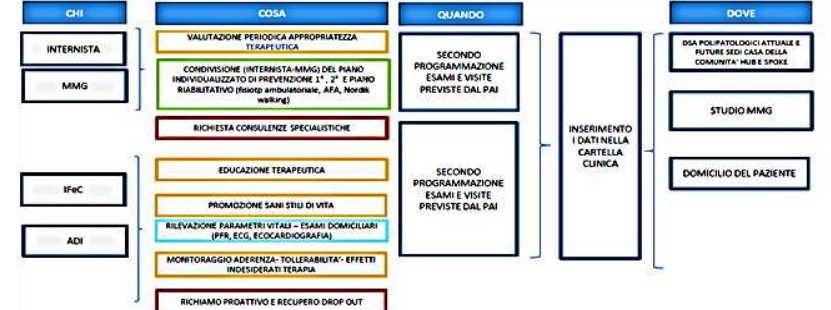 CHI
COSA
QUANDO
DOVE
INTERNISTA
MMG
IFeC
ADI
VALUTAZIONE PERIODICA APPROPRIATEZZA
TERAPEUTICA
CONDIVISIONE (INTERNISTA-MMG) DEL PIANO
INDIVIDUALIZZATO DI PREVENZIONE 1°, 2° E PIANO
RIABILITATIVO (fisiotp ambulatoriale, AFA, Nordik
walking)
RICHIESTA CONSULENZE SPECIALISTICHE
EDUCAZIONE TERAPEUTICA
PROMOZIONE SANI STILI DI VITA
RILEVAZIONE PARAMETRI VITALI – ESAMI DOMICILIARI
(PFR, ECG, ECOCARDIOGRAFIA)
MONITORAGGIO ADERENZA- TOLLERABILITA'- EFFETTI
INDESIDERATI TERAPIA
RICHIAMO PROATTIVO E RECUPERO DROP OUT
SECONDO
PROGRAMMAZIONE
ESAMI E VISITE
PREVISTE DAL PAI
SECONDO
PROGRAMMAZIONE
ESAMI E VISITE
PREVISTE DAL PAI
INSERIMENTO
I DATI NELLA
CARTELLA
CLINICA
DSA POLIPATOLOGICI ATTUALE E
FUTURE SEDI CASA DELLA
COMUNITA' HUB E SPOKE
STUDIO MMG
DOMICILIO DEL PAZIENTE